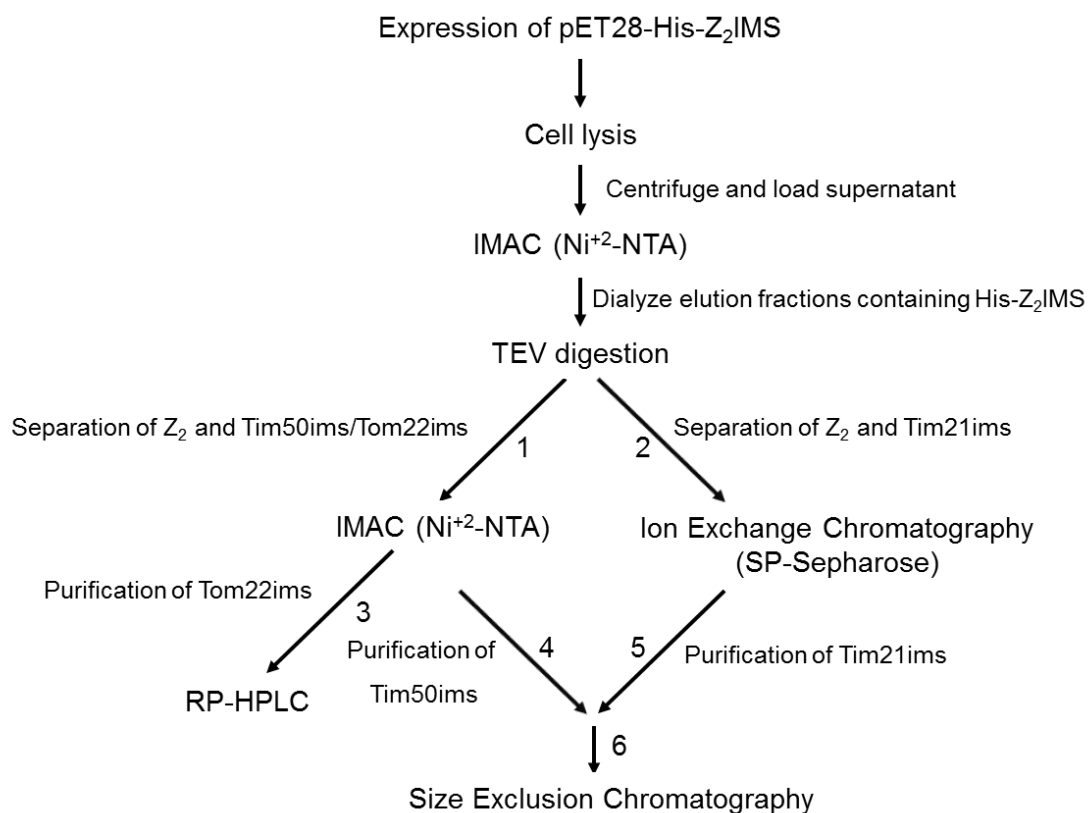 Expression of pET28-His-Z₂IMS
Cell lysis
Centrifuge and load supernatant
IMAC (Ni⁺²-NTA)
Dialyze elution fractions containing His-Z₂IMS
TEV digestion
Separation of Z₂ and Tim50ims/Tom22ims
1
2
Separation of Z₂ and Tim21ims
IMAC (Ni⁺²-NTA)
Ion Exchange Chromatography
(SP-Sepharose)
Purification of Tom22ims
3
Purification of
Tim50ims
4
5
Purification of Tim21ims
RP-HPLC
6
Size Exclusion Chromatography